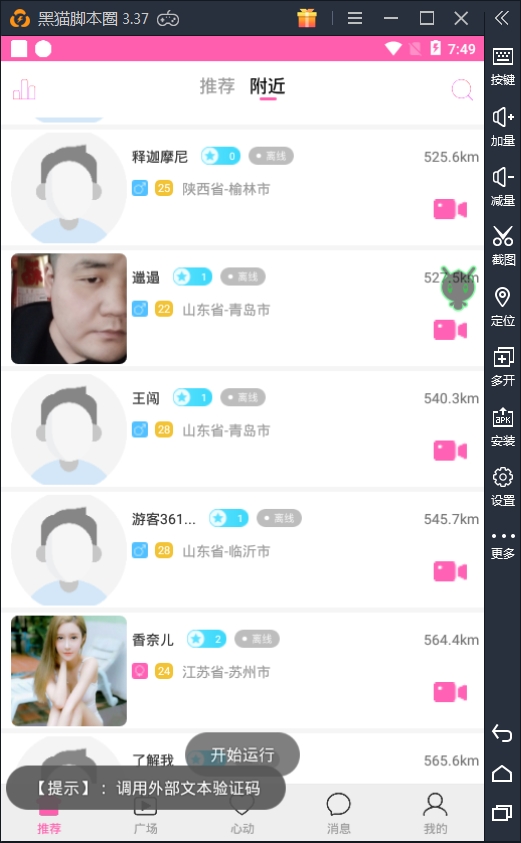 黑猫脚本圈 3.37
7:49
推荐 附近
释迦摩尼 0 离线 525.6km
25 陕西省-榆林市
邋遢 1 离线 527.5km
22 山东省-青岛市
王闯 1 离线 540.3km
28 山东省-青岛市
游客361... 1 离线 545.7km
28 山东省-临沂市
香奈儿 2 离线 564.4km
24 江苏省-苏州市
了解我 565.6km
开始运行
【提示】：调用外部文本验证码
推荐 广场 心动 消息 我的
按键
加量
减量
截图
定位
多开
APK
安装
设置
更多